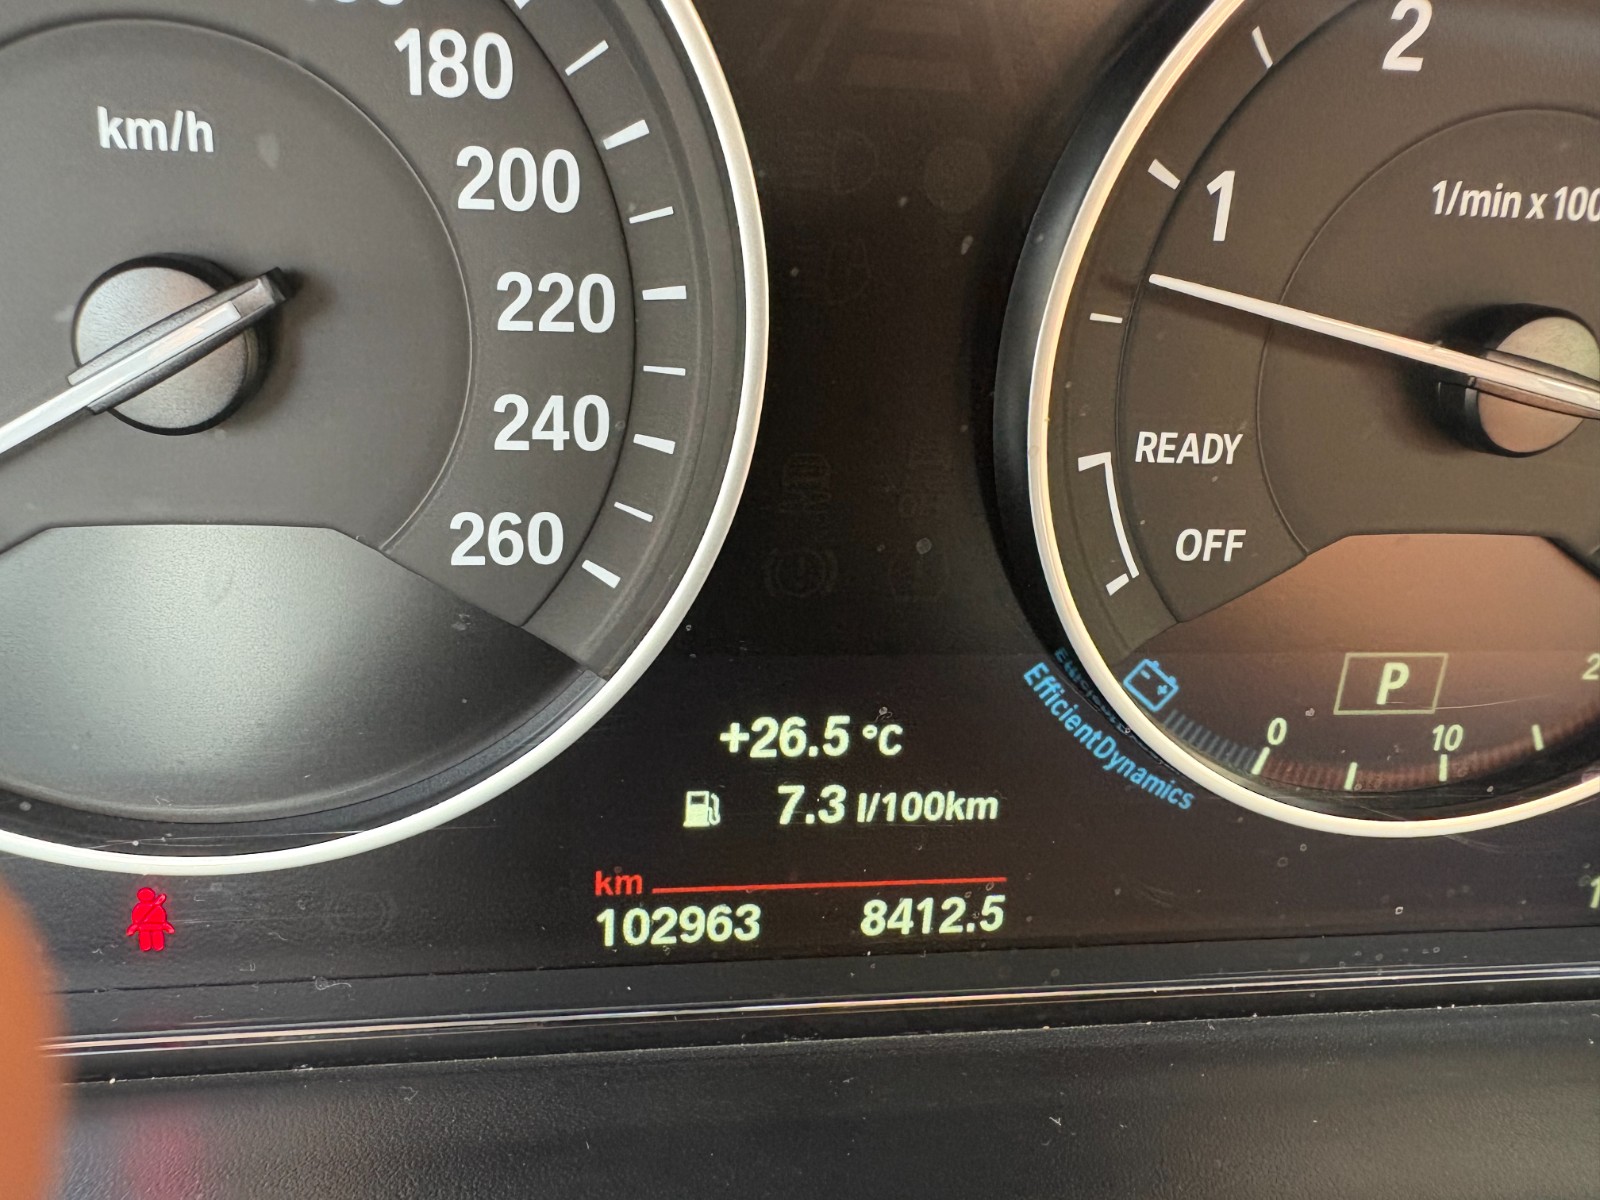 180
km/h
200
220
240
260
2
1
1/min x 100
READY
OFF
P
0
10
2
EfficientDynamics
+26.5 °C
7.3 l/100km
km
102963
8412.5